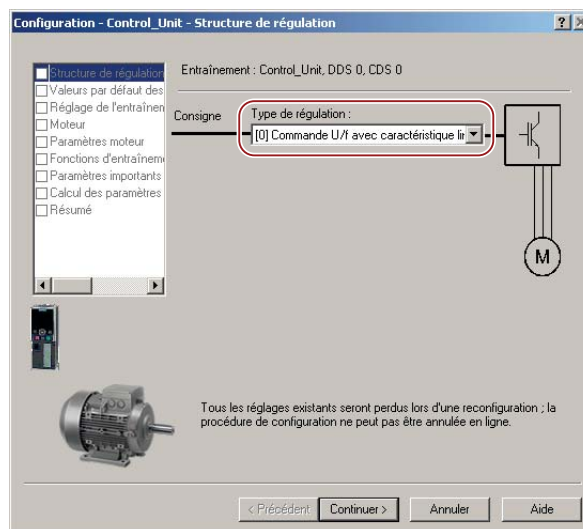 Configuration - Control_Unit - Structure de régulation
Structure de régulation
Valeurs par défaut des
Réglage de l'entraînem
Moteur
Paramètres moteur
Fonctions d'entraînem
Paramètres importants
Calcul des paramètres
Résumé
Entraînement : Control_Unit, DDS 0, CDS 0
Consigne
Type de régulation :
[0] Commande U/f avec caractéristique lir
M
Tous les réglages existants seront perdus lors d'une reconfiguration ; la
procédure de configuration ne peut pas être annulée en ligne.
< Précédent
Continuer >
Annuler
Aide